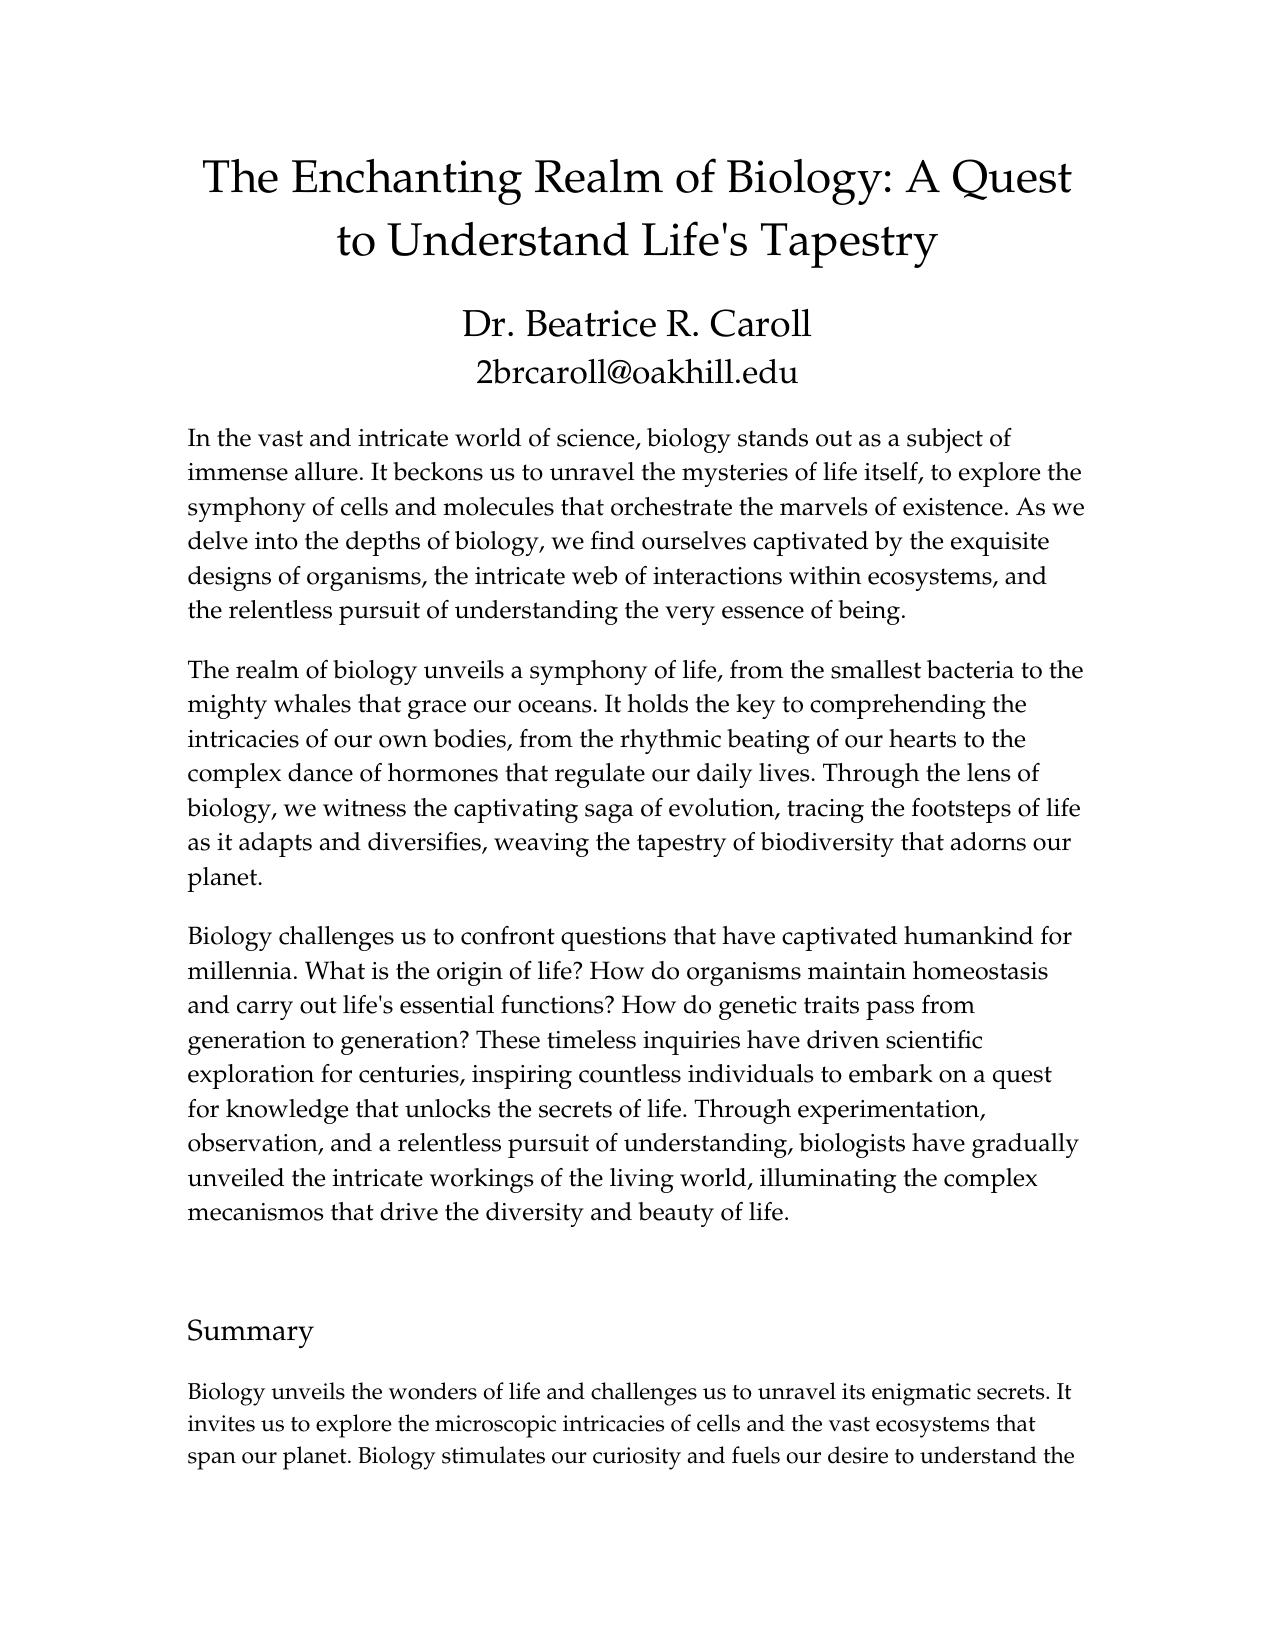 The Enchanting Realm of Biology: A Quest
to Understand Life's Tapestry
Dr. Beatrice R. Caroll
2brcaroll@oakhill.edu
In the vast and intricate world of science, biology stands out as a subject of
immense allure. It beckons us to unravel the mysteries of life itself, to explore the
symphony of cells and molecules that orchestrate the marvels of existence. As we
delve into the depths of biology, we find ourselves captivated by the exquisite
designs of organisms, the intricate web of interactions within ecosystems, and
the relentless pursuit of understanding the very essence of being.
The realm of biology unveils a symphony of life, from the smallest bacteria to the
mighty whales that grace our oceans. It holds the key to comprehending the
intricacies of our own bodies, from the rhythmic beating of our hearts to the
complex dance of hormones that regulate our daily lives. Through the lens of
biology, we witness the captivating saga of evolution, tracing the footsteps of life
as it adapts and diversifies, weaving the tapestry of biodiversity that adorns our
planet.
Biology challenges us to confront questions that have captivated humankind for
millennia. What is the origin of life? How do organisms maintain homeostasis
and carry out life's essential functions? How do genetic traits pass from
generation to generation? These timeless inquiries have driven scientific
exploration for centuries, inspiring countless individuals to embark on a quest
for knowledge that unlocks the secrets of life. Through experimentation,
observation, and a relentless pursuit of understanding, biologists have gradually
unveiled the intricate workings of the living world, illuminating the complex
mecanismos that drive the diversity and beauty of life.
Summary
Biology unveils the wonders of life and challenges us to unravel its enigmatic secrets. It
invites us to explore the microscopic intricacies of cells and the vast ecosystems that
span our planet. Biology stimulates our curiosity and fuels our desire to understand the